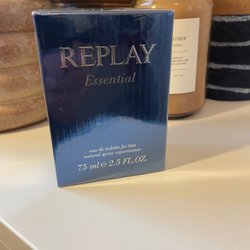 REPLAY
Essential
eau de toilette for him
natural spray vaporisateur
75 ml ℮ 2.5 FL.OZ.